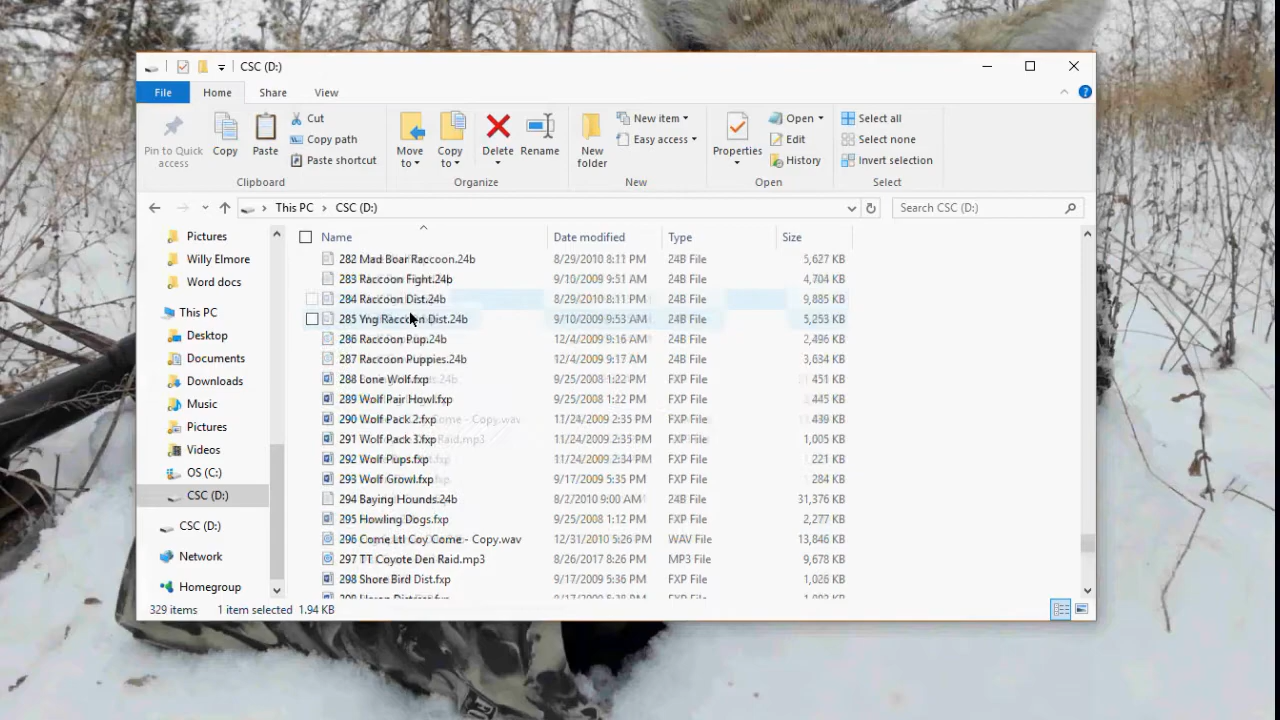 CSC (D:)
File Home Share View
Pin to Quick access
Copy
Paste
Cut
Copy path
Paste shortcut
Move to
Copy to
Delete
Rename
New folder
New item
Easy access
Properties
Open
Edit
History
Select all
Select none
Invert selection
Clipboard Organize New Open Select
This PC CSC (D:) Search CSC (D:)
Pictures
Willy Elmore
Word docs
This PC
Desktop
Documents
Downloads
Music
Pictures
Videos
OS (C:)
CSC (D:)
CSC (D:)
Network
Homegroup
Name Date modified Type Size
282 Mad Boar Raccoon.24b 8/29/2010 8:11 PM 24B File 5,627 KB
283 Raccoon Fight.24b 9/10/2009 9:51 AM 24B File 4,704 KB
284 Raccoon Dist.24b 8/29/2010 8:11 PM 24B File 9,885 KB
285 Yng Raccoon Dist.24b 9/10/2009 9:53 AM 24B File 5,253 KB
286 Raccoon Pup.24b 12/4/2009 9:16 AM 24B File 2,496 KB
287 Raccoon Puppies.24b 12/4/2009 9:17 AM 24B File 3,634 KB
288 Lone Wolf.fxp 9/25/2008 1:22 PM FXP File 451 KB
289 Wolf Pair Howl.fxp 9/25/2008 1:22 PM FXP File 445 KB
290 Wolf Pack 2.fxp 11/24/2009 2:35 PM FXP File 439 KB
291 Wolf Pack 3.fxp 11/24/2009 2:35 PM FXP File 1,005 KB
292 Wolf Pups.fxp 11/24/2009 2:34 PM FXP File 221 KB
293 Wolf Growl.fxp 9/17/2009 5:35 PM FXP File 284 KB
294 Baying Hounds.24b 8/2/2010 9:00 AM 24B File 31,376 KB
295 Howling Dogs.fxp 9/25/2008 1:12 PM FXP File 2,277 KB
296 Come Ltl Coy Come - Copy.wav 12/31/2010 5:26 PM WAV File 13,846 KB
297 TT Coyote Den Raid.mp3 8/26/2017 8:26 PM MP3 File 9,678 KB
298 Shore Bird Dist.fxp 9/17/2009 5:36 PM FXP File 1,026 KB
329 items 1 item selected 1.94 KB